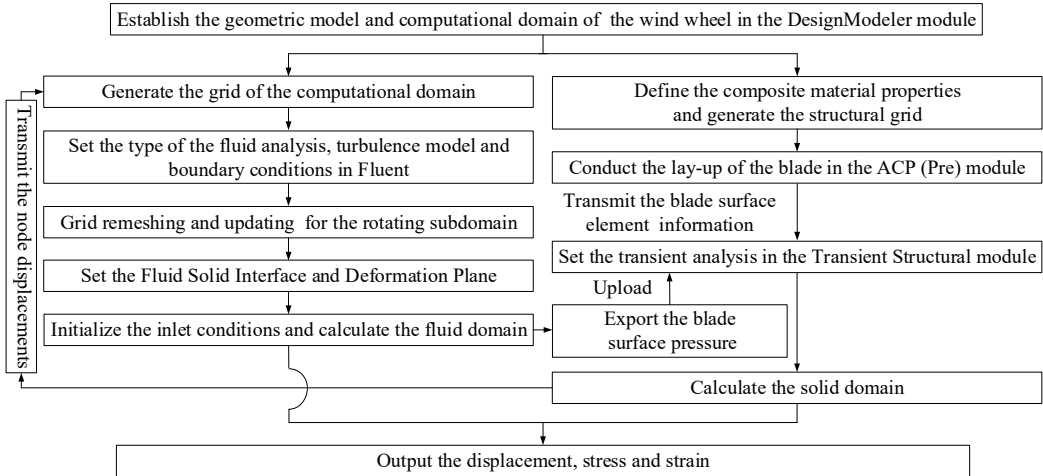 Establish the geometric model and computational domain of the wind wheel in the DesignModeler module
Generate the grid of the computational domain
Set the type of the fluid analysis, turbulence model and
boundary conditions in Fluent
Grid remeshing and updating for the rotating subdomain
Set the Fluid Solid Interface and Deformation Plane
Initialize the inlet conditions and calculate the fluid domain
Transmit the node displacements
Define the composite material properties
and generate the structural grid
Conduct the lay-up of the blade in the ACP (Pre) module
Transmit the blade surface
element information
Set the transient analysis in the Transient Structural module
Upload
Export the blade
surface pressure
Calculate the solid domain
Output the displacement, stress and strain